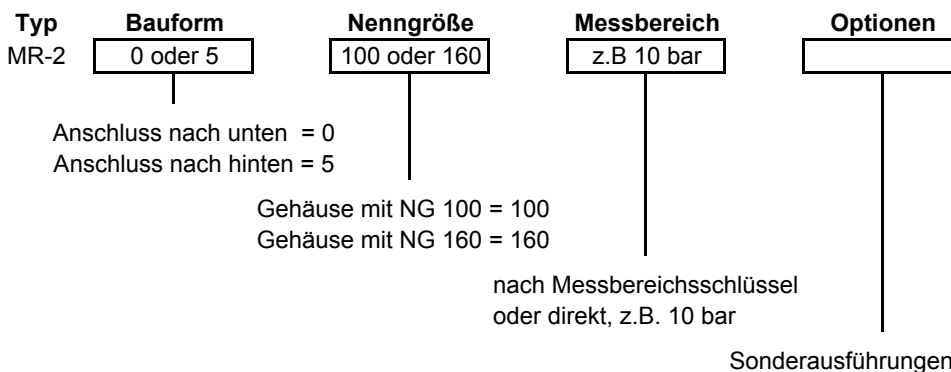 Typ Bauform Nenngröße Messbereich Optionen
MR-2 0 oder 5 100 oder 160 z.B 10 bar
Anschluss nach unten = 0
Anschluss nach hinten = 5
Gehäuse mit NG 100 = 100
Gehäuse mit NG 160 = 160
nach Messbereichsschlüssel
oder direkt, z.B. 10 bar
Sonderausführungen